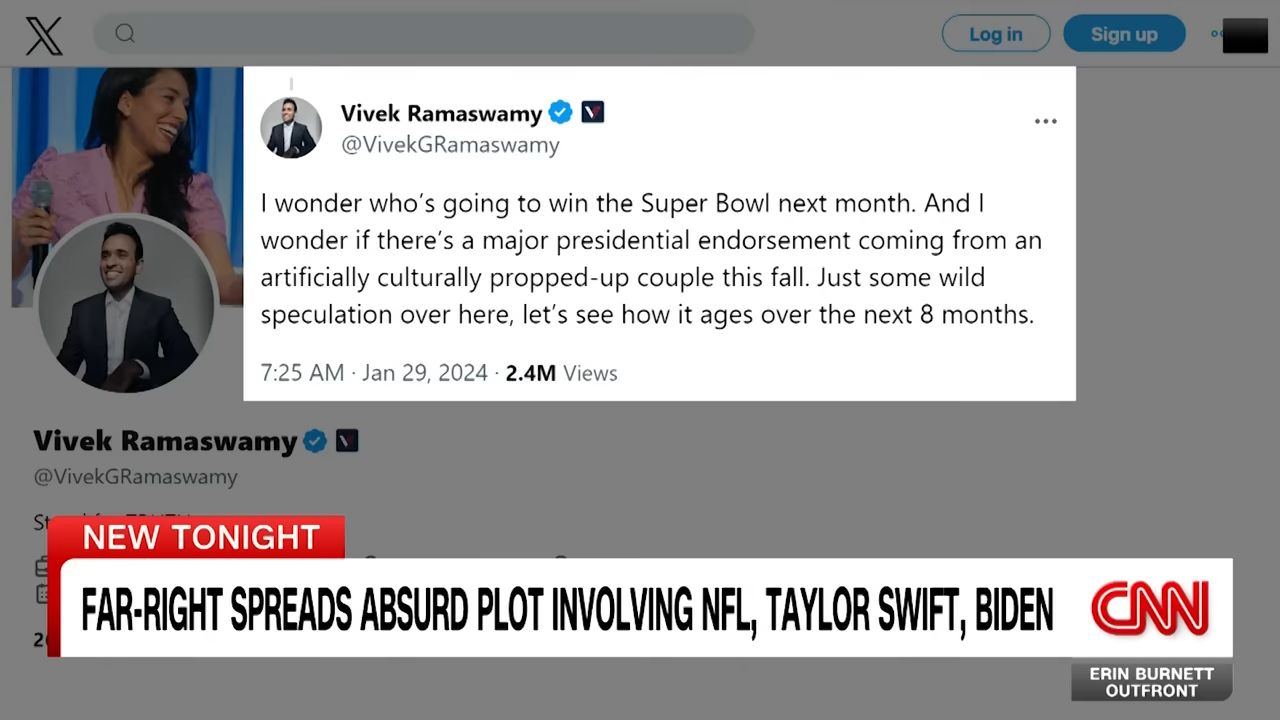 Log in
Sign up
Vivek Ramaswamy
@VivekGRamaswamy
I wonder who's going to win the Super Bowl next month. And I
wonder if there's a major presidential endorsement coming from an
artificially culturally propped-up couple this fall. Just some wild
speculation over here, let's see how it ages over the next 8 months.
7:25 AM · Jan 29, 2024 · 2.4M Views
Vivek Ramaswamy
@VivekGRamaswamy
NEW TONIGHT
FAR-RIGHT SPREADS ABSURD PLOT INVOLVING NFL, TAYLOR SWIFT, BIDEN
CNN
ERIN BURNETT
OUTFRONT